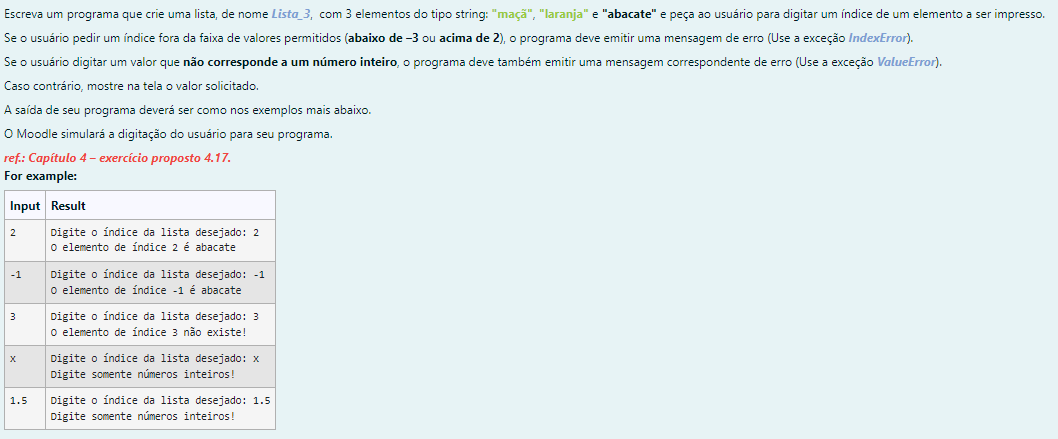 Escreva um programa que crie uma lista, de nome Lista_3, com 3 elementos do tipo string: "maçã", "laranja" e "abacate" e peça ao usuário para digitar um índice de um elemento a ser impresso.
Se o usuário pedir um índice fora da faixa de valores permitidos (abaixo de –3 ou acima de 2), o programa deve emitir uma mensagem de erro (Use a exceção IndexError).
Se o usuário digitar um valor que não corresponde a um número inteiro, o programa deve também emitir uma mensagem correspondente de erro (Use a exceção ValueError).
Caso contrário, mostre na tela o valor solicitado.
A saída de seu programa deverá ser como nos exemplos mais abaixo.
O Moodle simulará a digitação do usuário para seu programa.
ref.: Capítulo 4 – exercício proposto 4.17.
For example:
Input Result
2 Digite o índice da lista desejado: 2
O elemento de índice 2 é abacate
-1 Digite o índice da lista desejado: -1
O elemento de índice -1 é abacate
3 Digite o índice da lista desejado: 3
O elemento de índice 3 não existe!
x Digite o índice da lista desejado: x
Digite somente números inteiros!
1.5 Digite o índice da lista desejado: 1.5
Digite somente números inteiros!